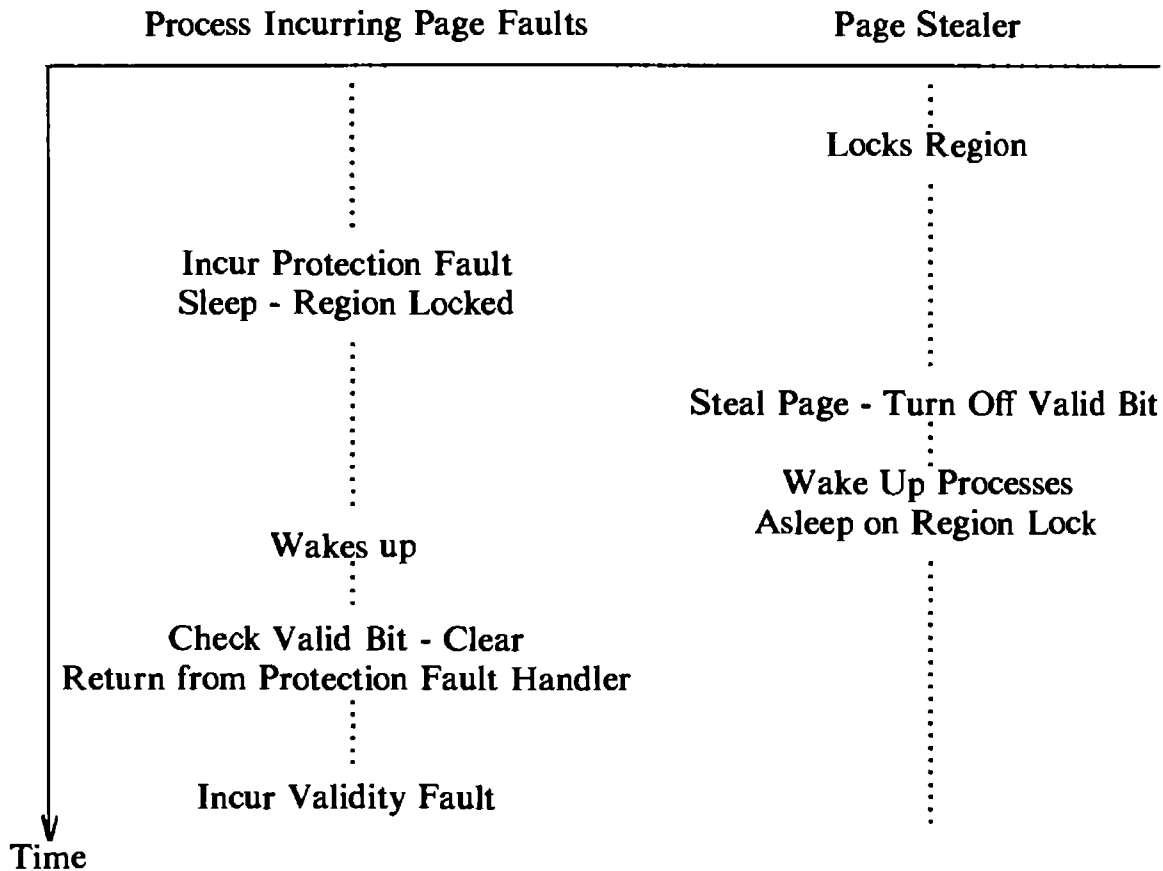 Process Incurring Page Faults
Page Stealer
Locks Region
Incur Protection Fault
Sleep - Region Locked
Steal Page - Turn Off Valid Bit
Wake Up Processes
Asleep on Region Lock
Wakes up
Check Valid Bit - Clear
Return from Protection Fault Handler
Incur Validity Fault
Time